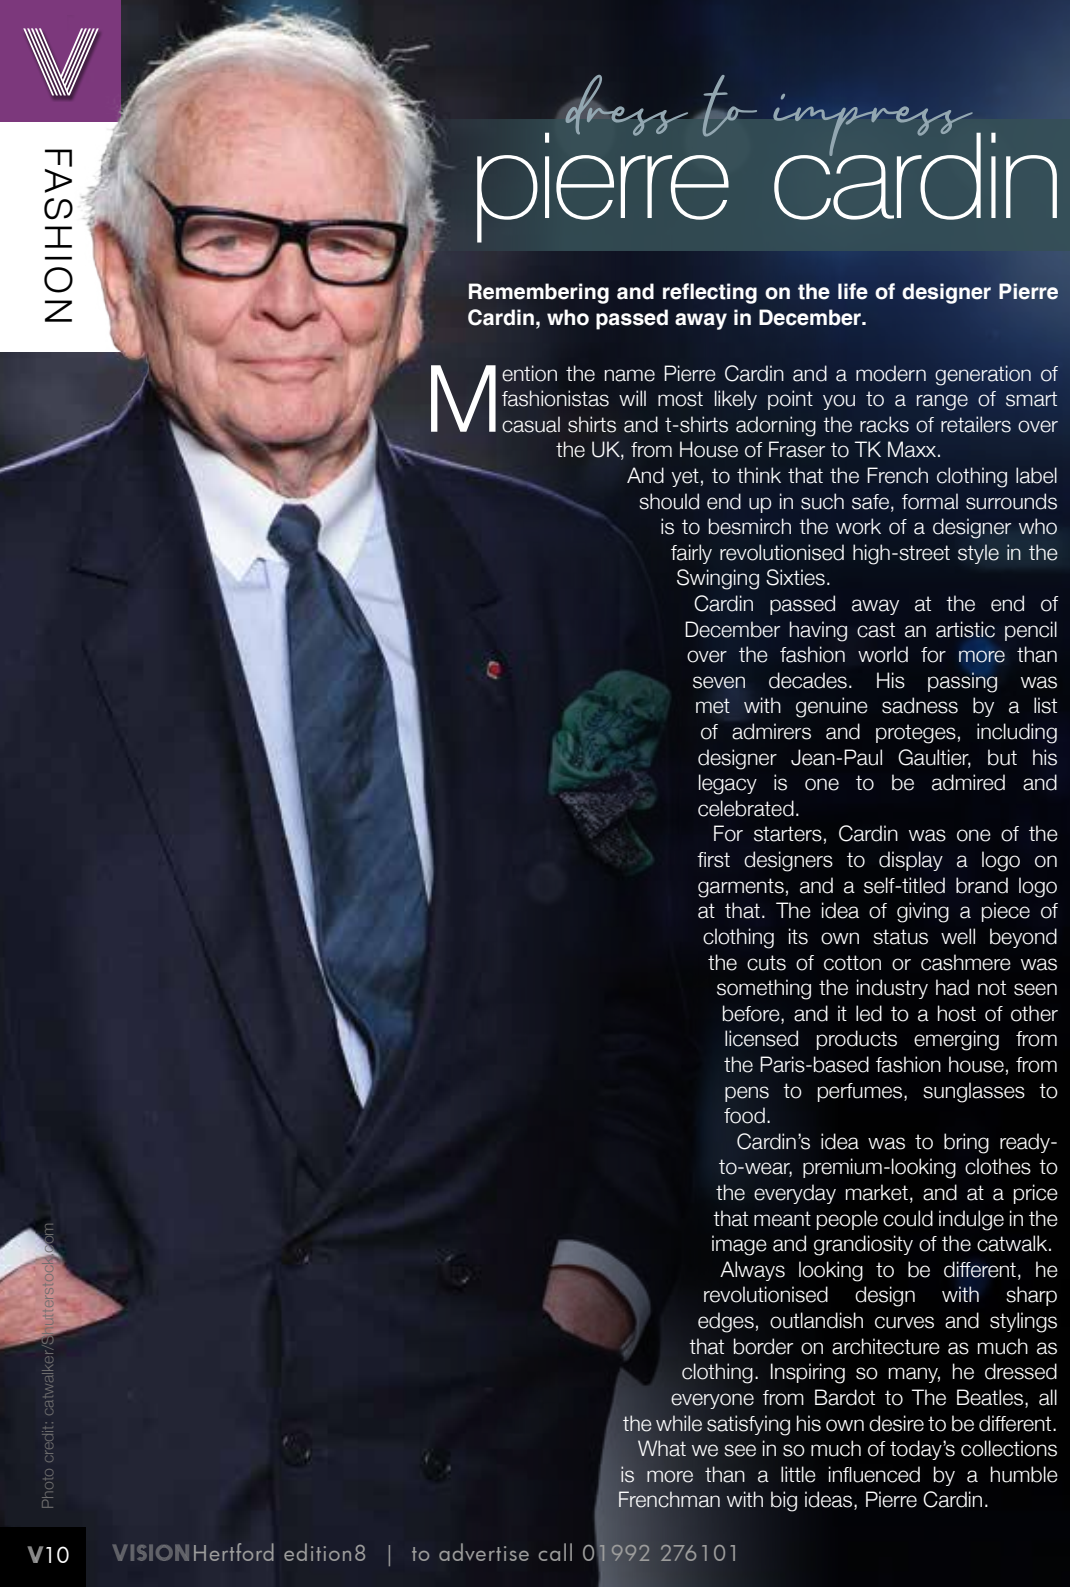 V
FASHION
dress to impress
pierre cardin
Remembering and reflecting on the life of designer Pierre
Cardin, who passed away in December.
Mention the name Pierre Cardin and a modern generation of
fashionistas will most likely point you to a range of smart
casual shirts and t-shirts adorning the racks of retailers over
the UK, from House of Fraser to TK Maxx.
And yet, to think that the French clothing label
should end up in such safe, formal surrounds
is to besmirch the work of a designer who
fairly revolutionised high-street style in the
Swinging Sixties.
Cardin passed away at the end of
December having cast an artistic pencil
over the fashion world for more than
seven decades. His passing was
met with genuine sadness by a list
of admirers and proteges, including
designer Jean-Paul Gaultier, but his
legacy is one to be admired and
celebrated.
For starters, Cardin was one of the
first designers to display a logo on
garments, and a self-titled brand logo
at that. The idea of giving a piece of
clothing its own status well beyond
the cuts of cotton or cashmere was
something the industry had not seen
before, and it led to a host of other
licensed products emerging from
the Paris-based fashion house, from
pens to perfumes, sunglasses to
food.
Cardin’s idea was to bring ready-
to-wear, premium-looking clothes to
the everyday market, and at a price
that meant people could indulge in the
image and grandiosity of the catwalk.
Always looking to be different, he
revolutionised design with sharp
edges, outlandish curves and stylings
that border on architecture as much as
clothing. Inspiring so many, he dressed
everyone from Bardot to The Beatles, all
the while satisfying his own desire to be different.
What we see in so much of today’s collections
is more than a little influenced by a humble
Frenchman with big ideas, Pierre Cardin.
Photo credit: catwalker/Shutterstock.com
V10 VISIONHertford edition8 | to advertise call 01992 276101